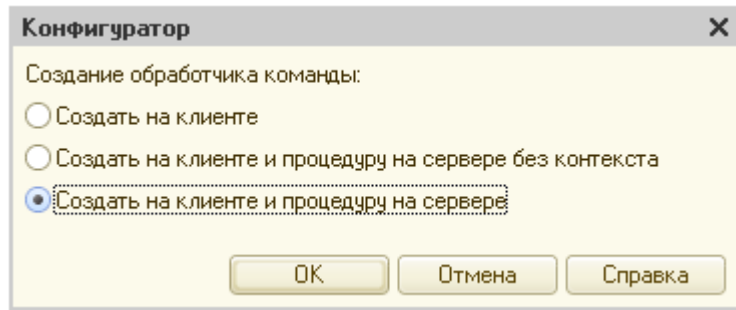 Конфигуратор
Создание обработчика команды:
Создать на клиенте
Создать на клиенте и процедуру на сервере без контекста
Создать на клиенте и процедуру на сервере
ОК Отмена Справка